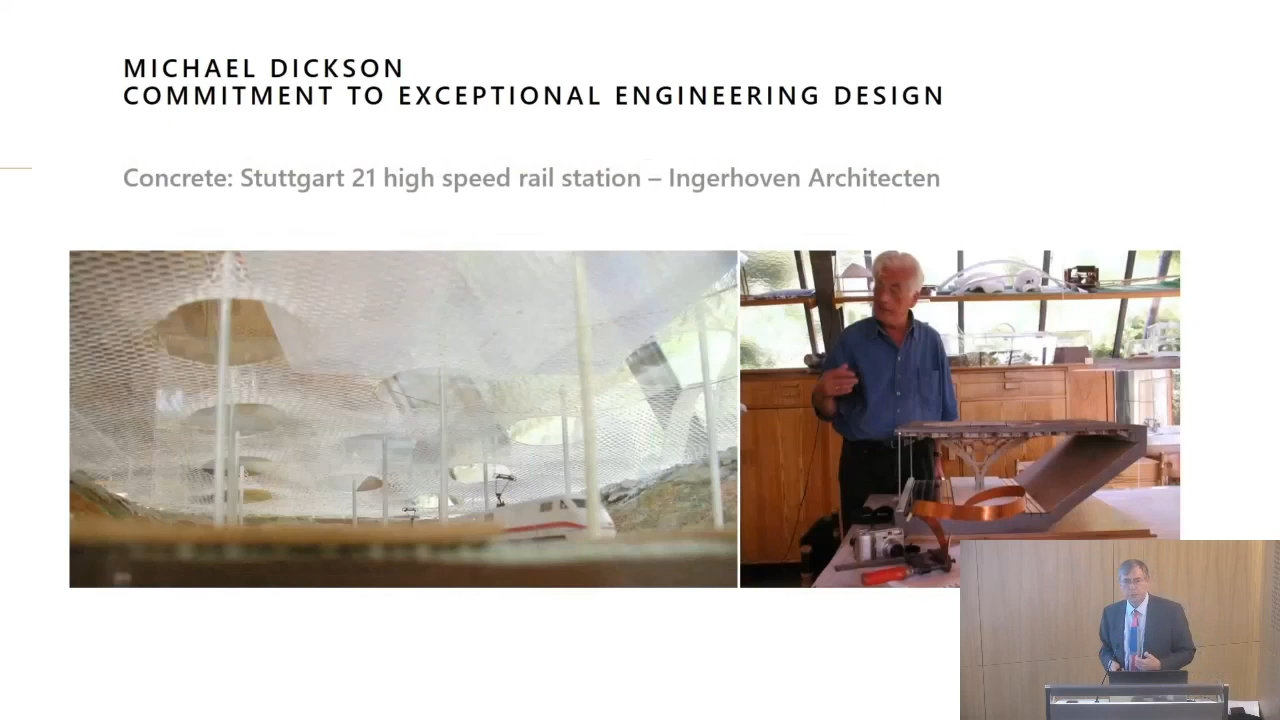 MICHAEL DICKSON
COMMITMENT TO EXCEPTIONAL ENGINEERING DESIGN
Concrete: Stuttgart 21 high speed rail station – Ingerhoven Architecten